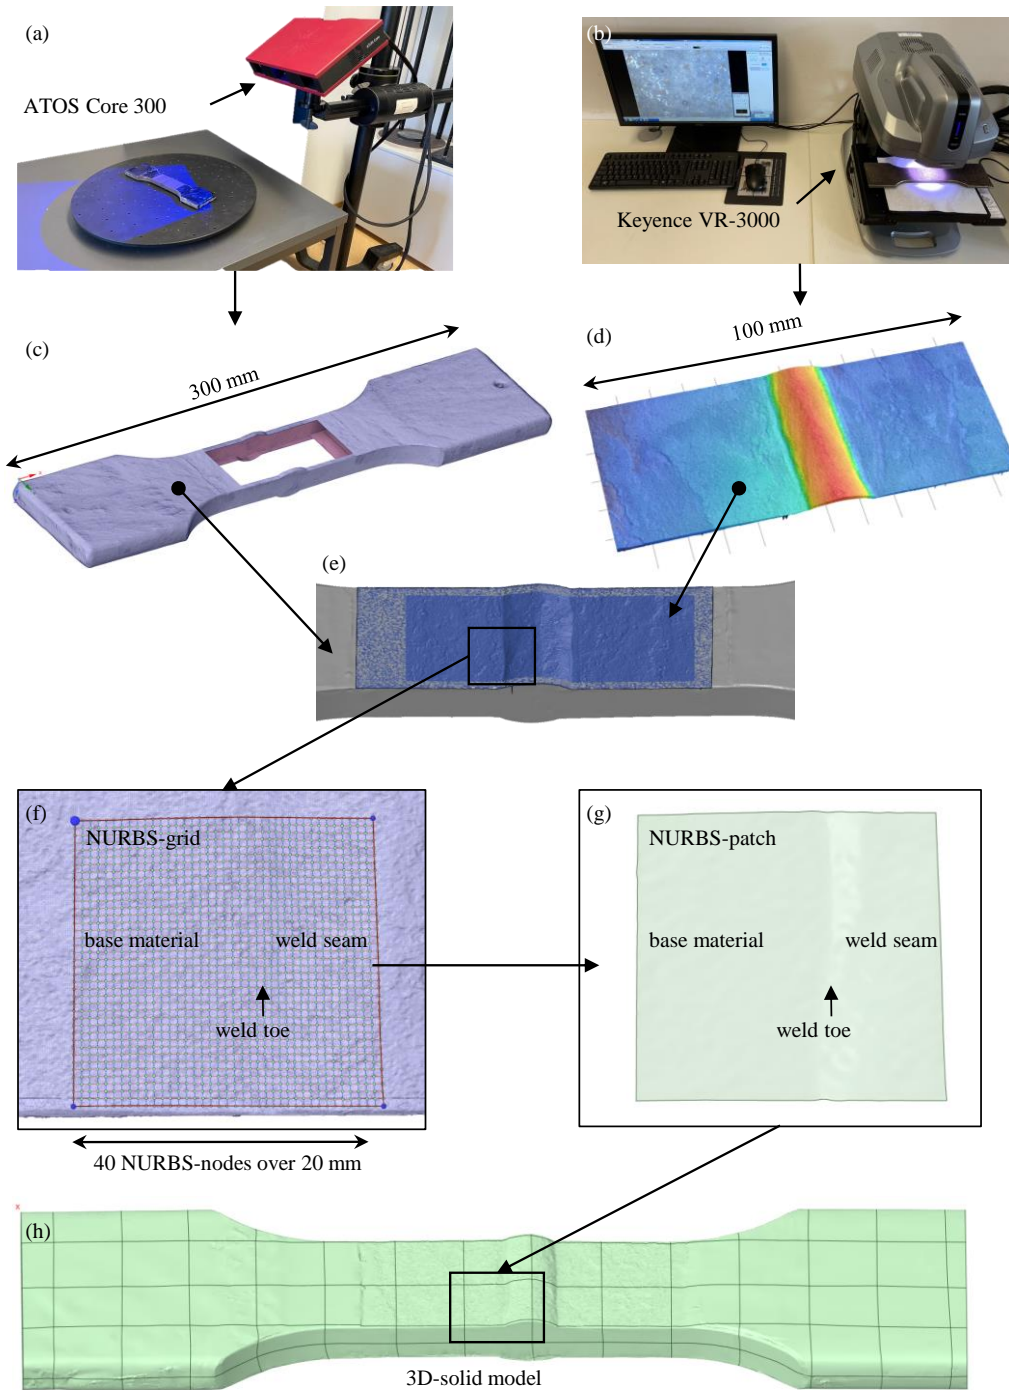 (a)
ATOS Core 300
(b)
Keyence VR-3000
(c)
300 mm
(d)
100 mm
(e)
(f)
NURBS-grid
base material
weld seam
weld toe
40 NURBS-nodes over 20 mm
(g)
NURBS-patch
base material
weld seam
weld toe
(h)
3D-solid model